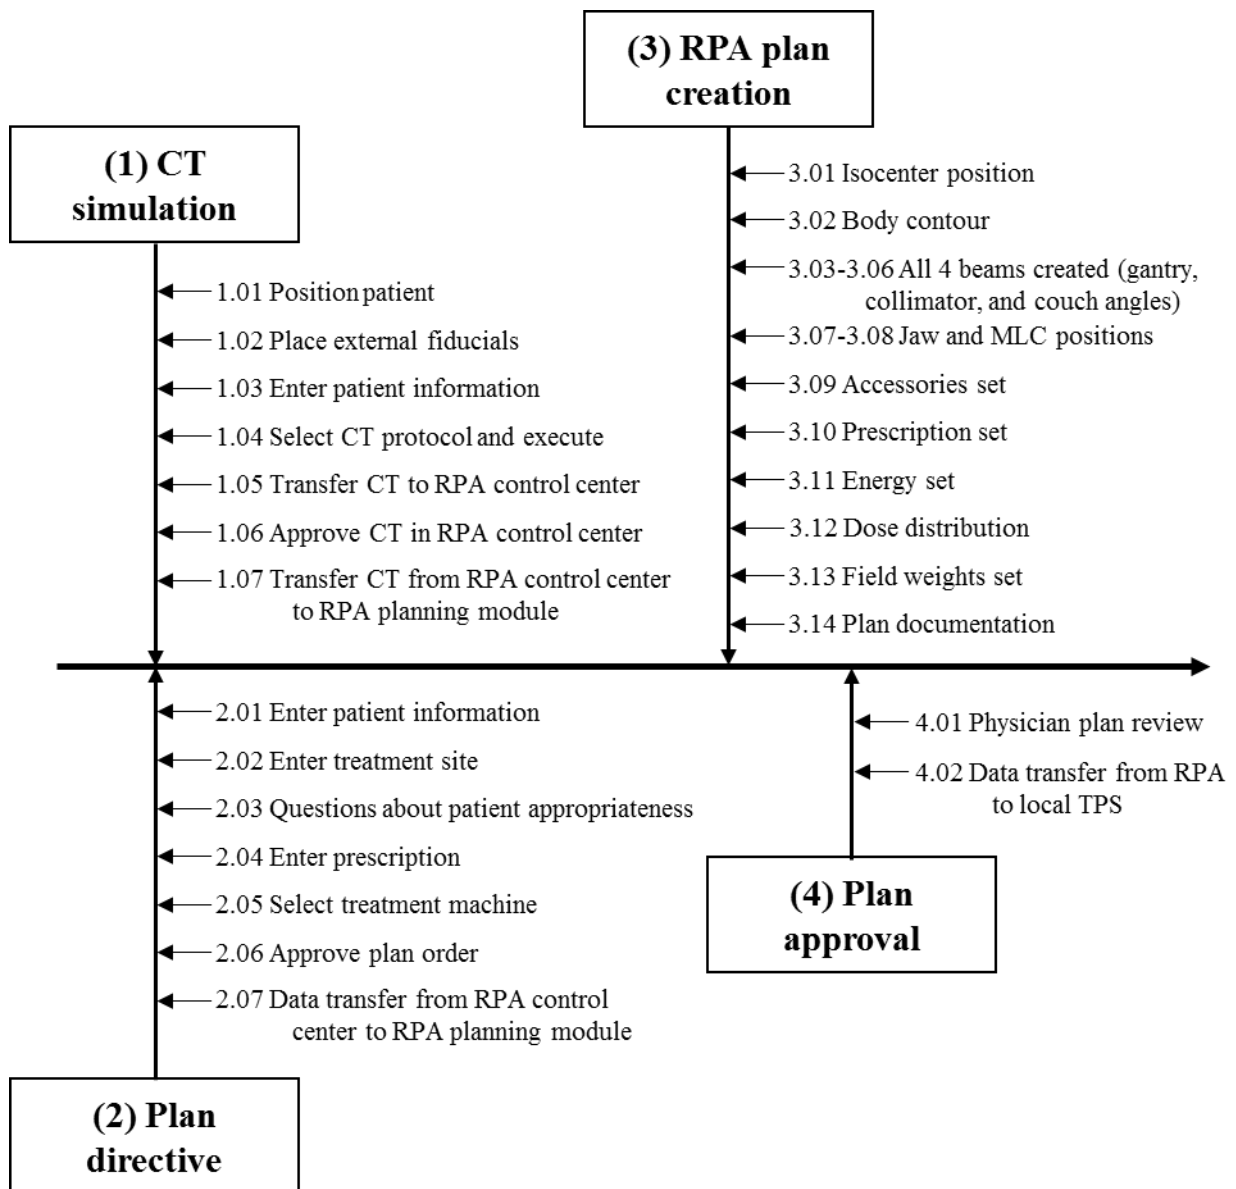 (1) CT
simulation
1.01 Position patient
1.02 Place external fiducials
1.03 Enter patient information
1.04 Select CT protocol and execute
1.05 Transfer CT to RPA control center
1.06 Approve CT in RPA control center
1.07 Transfer CT from RPA control center
to RPA planning module
2.01 Enter patient information
2.02 Enter treatment site
2.03 Questions about patient appropriateness
2.04 Enter prescription
2.05 Select treatment machine
2.06 Approve plan order
2.07 Data transfer from RPA control
center to RPA planning module
(2) Plan
directive
(3) RPA plan
creation
3.01 Isocenter position
3.02 Body contour
3.03-3.06 All 4 beams created (gantry,
collimator, and couch angles)
3.07-3.08 Jaw and MLC positions
3.09 Accessories set
3.10 Prescription set
3.11 Energy set
3.12 Dose distribution
3.13 Field weights set
3.14 Plan documentation
4.01 Physician plan review
4.02 Data transfer from RPA
to local TPS
(4) Plan
approval